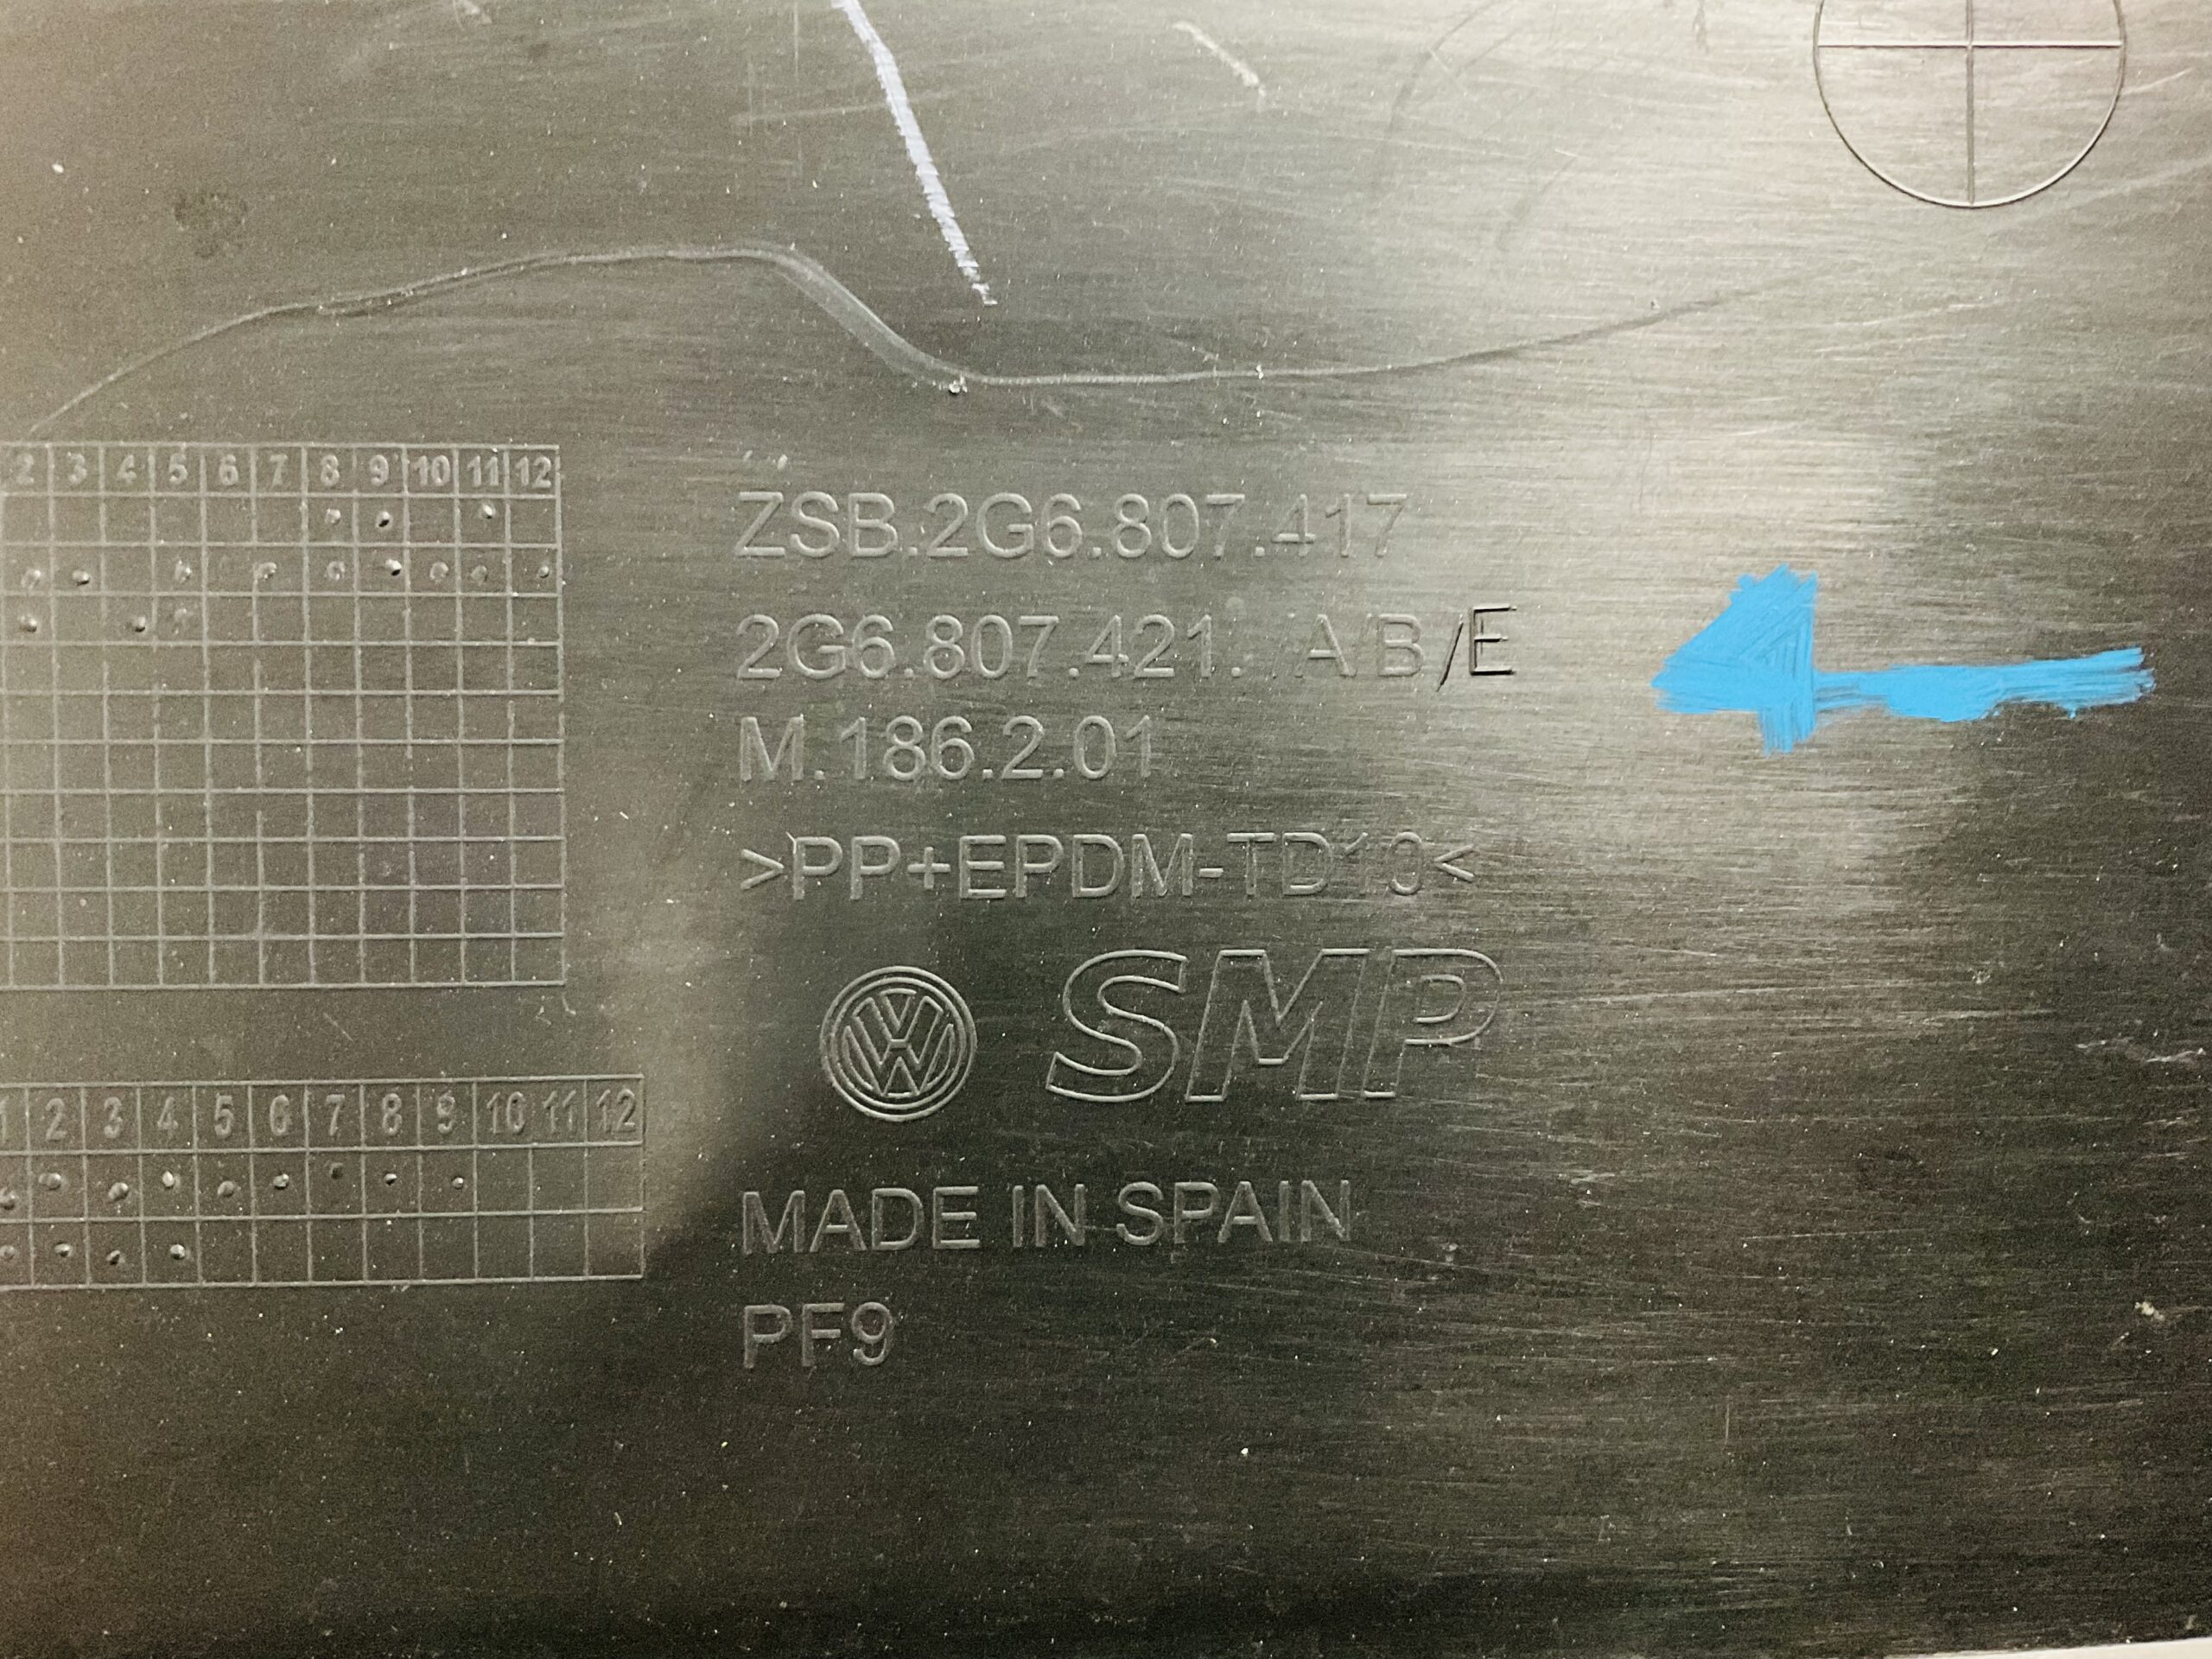 2 3 4 5 6 7 8 9 10 11 12
ZSB.2G6.807.417
2G6.807.421. /A/B/E
M.186.2.01
>PP+EPDM-TD10<
VW SMP
1 2 3 4 5 6 7 8 9 10 11 12
MADE IN SPAIN
PF9